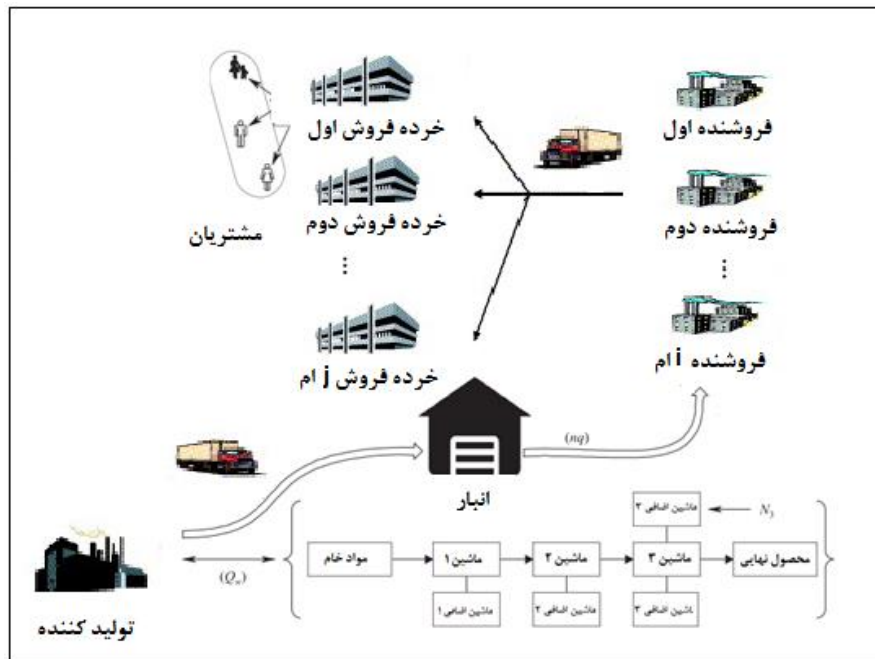 فروشنده اول
خرده فروش اول
فروشنده دوم
خرده فروش دوم
مشتریان
...
...
فروشنده i ام
خرده فروش j ام
(nq)
انبار
ماشین اضافی ۳
N₃
مواد خام
ماشین ۱
ماشین ۲
ماشین ۳
محصول نهایی
(Qw)
ماشین اضافی ۱
ماشین اضافی ۲
ماشین اضافی ۳
تولید کننده